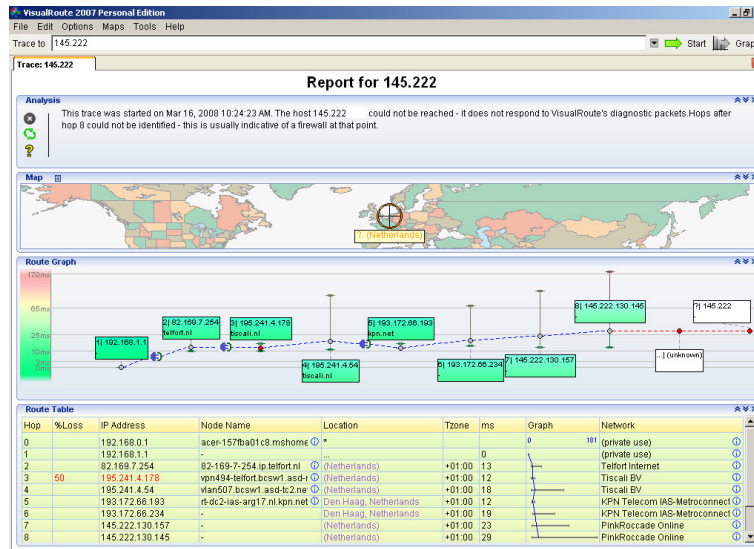 VisualRoute 2007 Personal Edition
File Edit Options Maps Tools Help
Trace to 145.222 Start Grap
Trace: 145.222
Report for 145.222
Analysis
This trace was started on Mar 16, 2008 10:24:23 AM. The host 145.222 could not be reached - it does not respond to VisualRoute's diagnostic packets.Hops after
hop 8 could not be identified - this is usually indicative of a firewall at that point.
Map
?. (Netherlands)
Route Graph
170ms
85ms
25ms
10ms
2ms
0ms
1| 192.168.1.1
-
2| 82.169.7.254
telfort.nl
3| 195.241.4.178
tiscali.nl
4| 195.241.4.54
tiscali.nl
5| 193.172.66.193
kpn.net
6| 193.172.66.234
-
7| 145.222.130.157
-
8| 145.222.130.145
-
...| (unknown)
?| 145.222
-
Route Table
Hop %Loss IP Address Node Name Location Tzone ms Graph Network
0 192.168.0.1 acer-157fba01c8.mshome * 0 181 (private use)
1 192.168.1.1 - ... 0 (private use)
2 82.169.7.254 82-169-7-254.ip.telfort.nl (Netherlands) +01:00 13 Telfort Internet
3 50 195.241.4.178 vpn494-telfort.bcsw1.asd-r (Netherlands) +01:00 12 Tiscali BV
4 195.241.4.54 vlan507.bcsw1.asd-tc2.ne (Netherlands) +01:00 18 Tiscali BV
5 193.172.66.193 rt-dc2-ias-arg17.nl.kpn.net Den Haag, Netherlands +01:00 12 KPN Telecom IAS-Metroconnect
6 193.172.66.234 - Den Haag, Netherlands +01:00 19 KPN Telecom IAS-Metroconnect
7 145.222.130.157 - (Netherlands) +01:00 23 PinkRoccade Online
8 145.222.130.145 - (Netherlands) +01:00 29 PinkRoccade Online